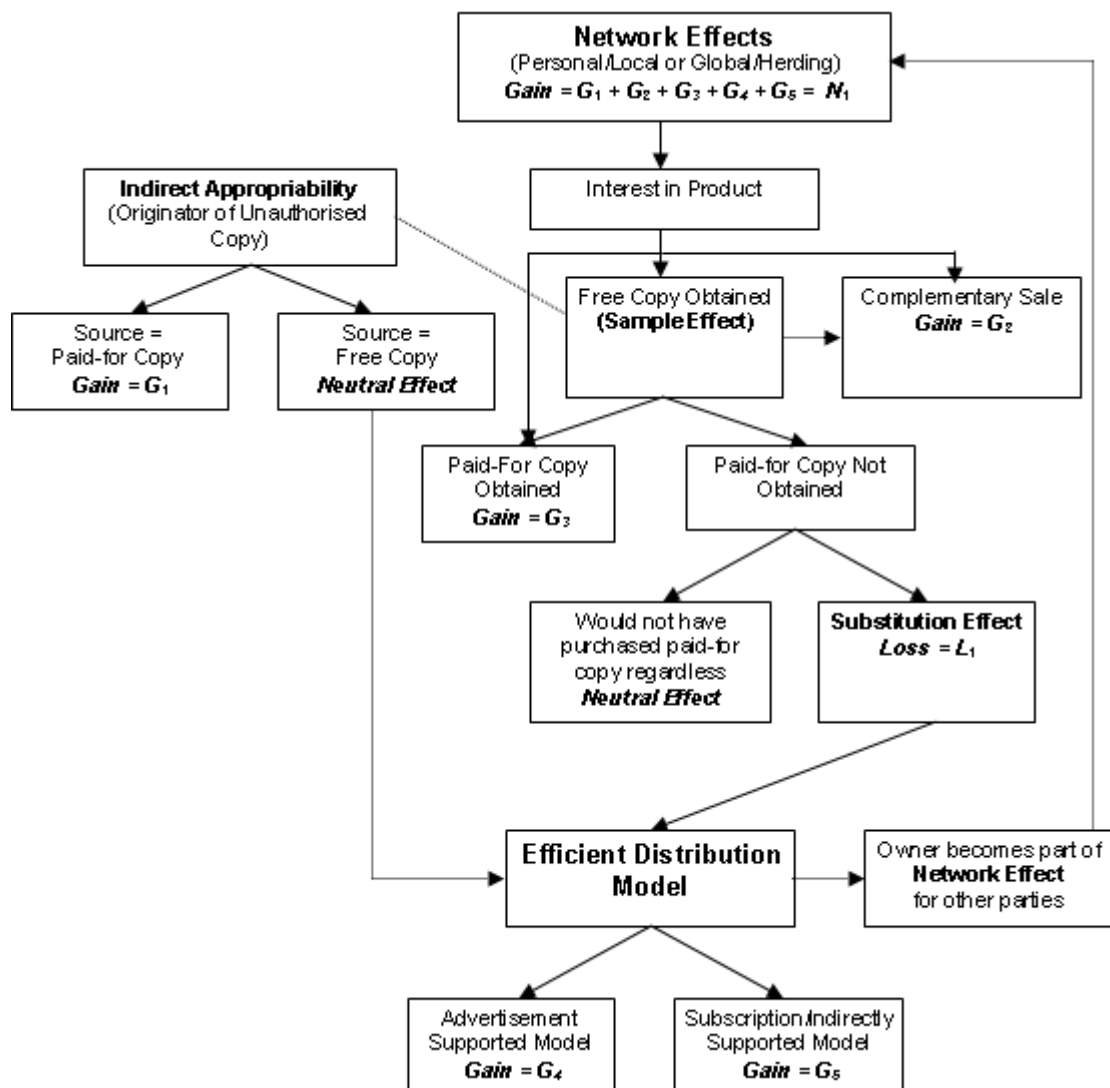 Network Effects
(Personal/Local or Global/Herding)
Gain = G₁ + G₂ + G₃ + G₄ + G₅ = N₁
Interest in Product
Indirect Appropriability
(Originator of Unauthorised
Copy)
Source =
Paid-for Copy
Gain = G₁
Source =
Free Copy
Neutral Effect
Free Copy Obtained
(Sample Effect)
Complementary Sale
Gain = G₂
Paid-For Copy
Obtained
Gain = G₃
Paid-for Copy Not
Obtained
Would not have
purchased paid-for
copy regardless
Neutral Effect
Substitution Effect
Loss = L₁
Efficient Distribution
Model
Owner becomes part of
Network Effect
for other parties
Advertisement
Supported Model
Gain = G₄
Subscription/Indirectly
Supported Model
Gain = G₅